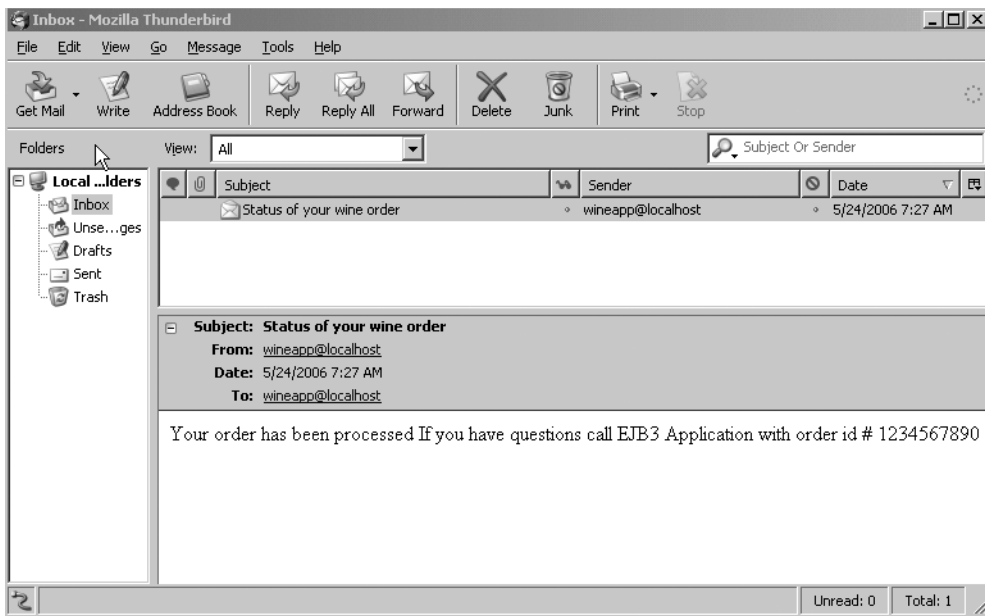 Inbox - Mozilla Thunderbird
File Edit View Go Message Tools Help
Get Mail Write Address Book Reply Reply All Forward Delete Junk Print Stop
Folders View: All Subject Or Sender
Local ...lders
Inbox
Unse...ges
Drafts
Sent
Trash
Subject Sender Date
Status of your wine order wineapp@localhost 5/24/2006 7:27 AM
Subject: Status of your wine order
From: wineapp@localhost
Date: 5/24/2006 7:27 AM
To: wineapp@localhost
Your order has been processed If you have questions call EJB3 Application with order id # 1234567890
Unread: 0 Total: 1